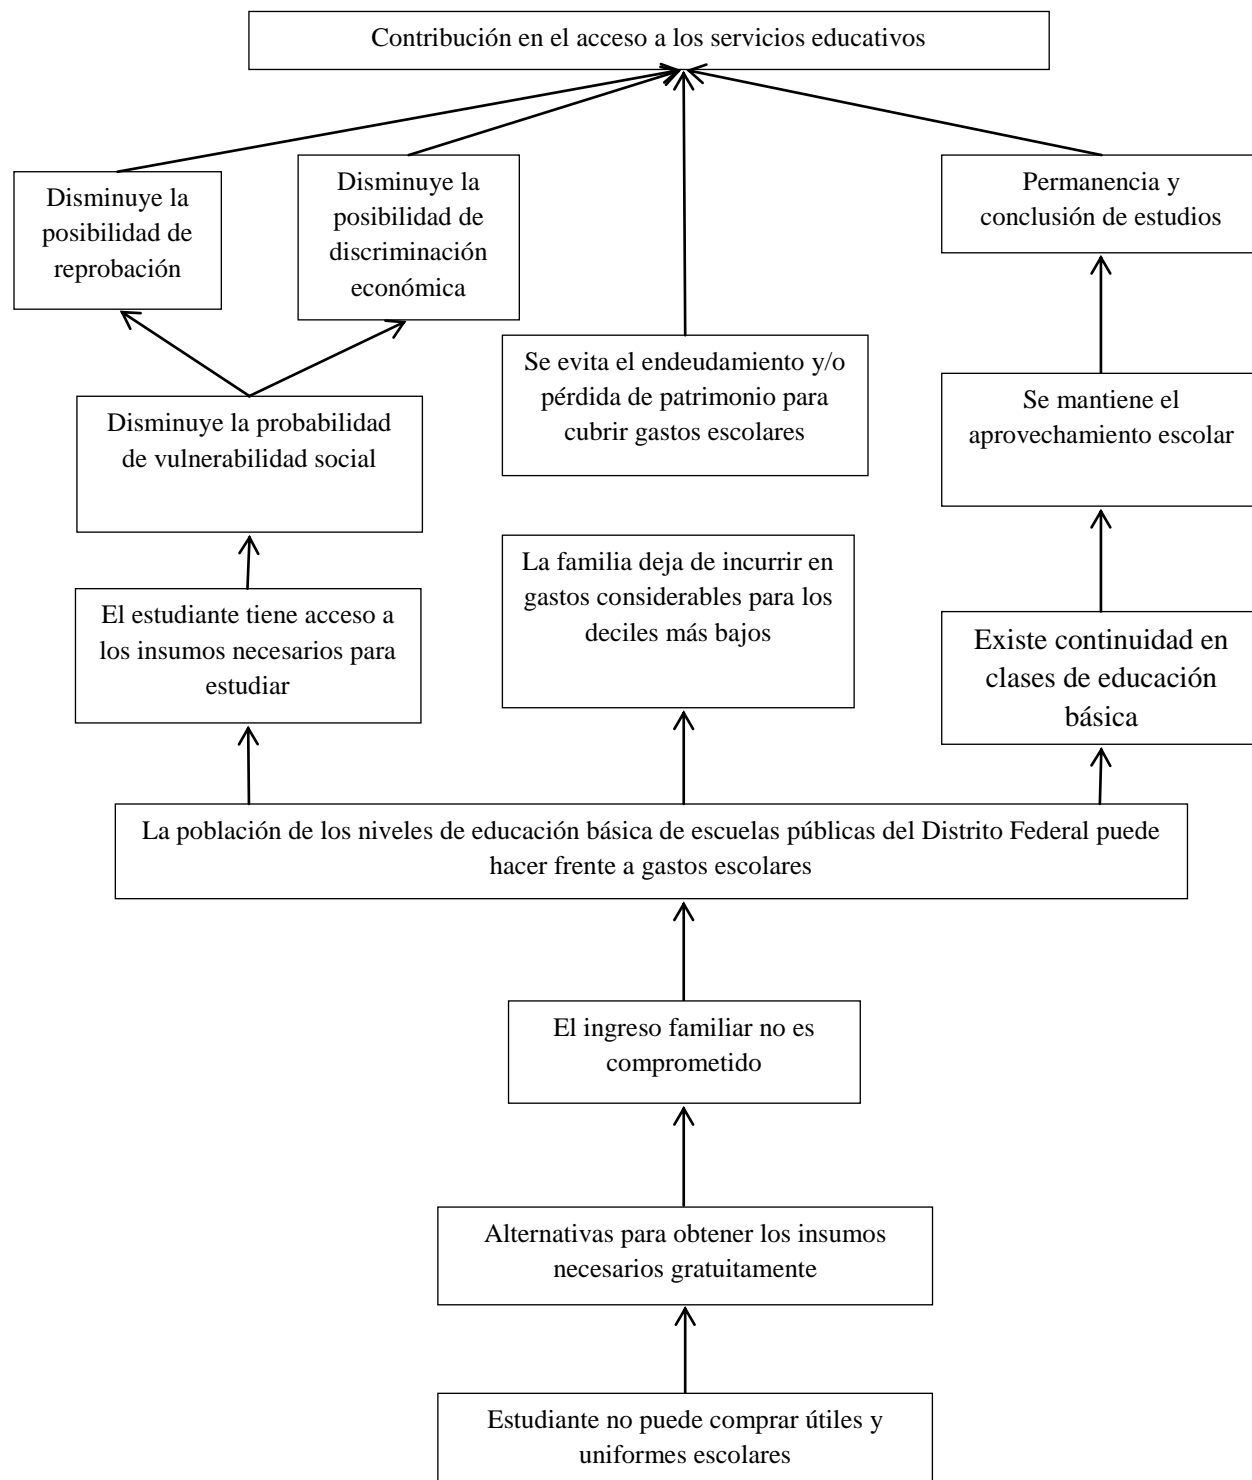 Contribución en el acceso a los servicios educativos
Disminuye la
posibilidad de
reprobación
Disminuye la
posibilidad de
discriminación
económica
Permanencia y
conclusión de estudios
Se evita el endeudamiento y/o
pérdida de patrimonio para
cubrir gastos escolares
Disminuye la probabilidad
de vulnerabilidad social
Se mantiene el
aprovechamiento escolar
La familia deja de incurrir en
gastos considerables para los
deciles más bajos
El estudiante tiene acceso a
los insumos necesarios para
estudiar
Existe continuidad en
clases de educación
básica
La población de los niveles de educación básica de escuelas públicas del Distrito Federal puede
hacer frente a gastos escolares
El ingreso familiar no es
comprometido
Alternativas para obtener los insumos
necesarios gratuitamente
Estudiante no puede comprar útiles y
uniformes escolares